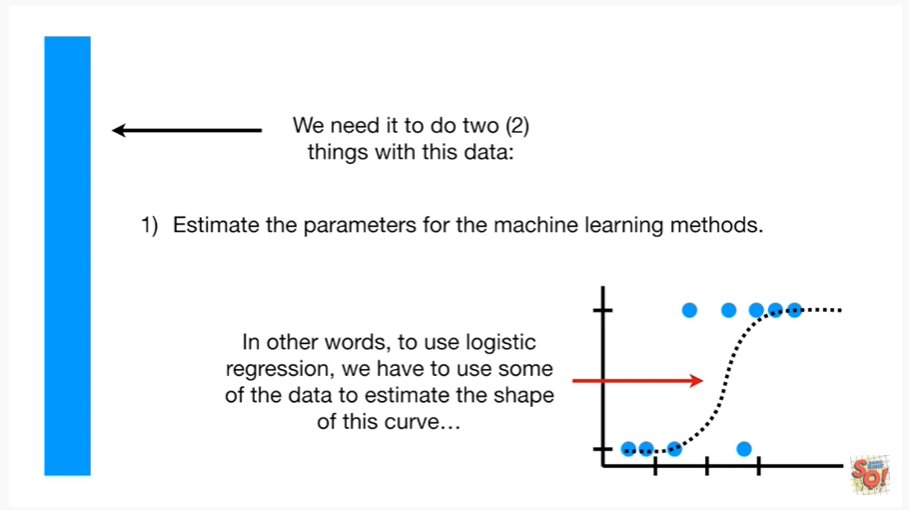 We need it to do two (2)
things with this data:
1) Estimate the parameters for the machine learning methods.
In other words, to use logistic
regression, we have to use some
of the data to estimate the shape
of this curve…
SQ!